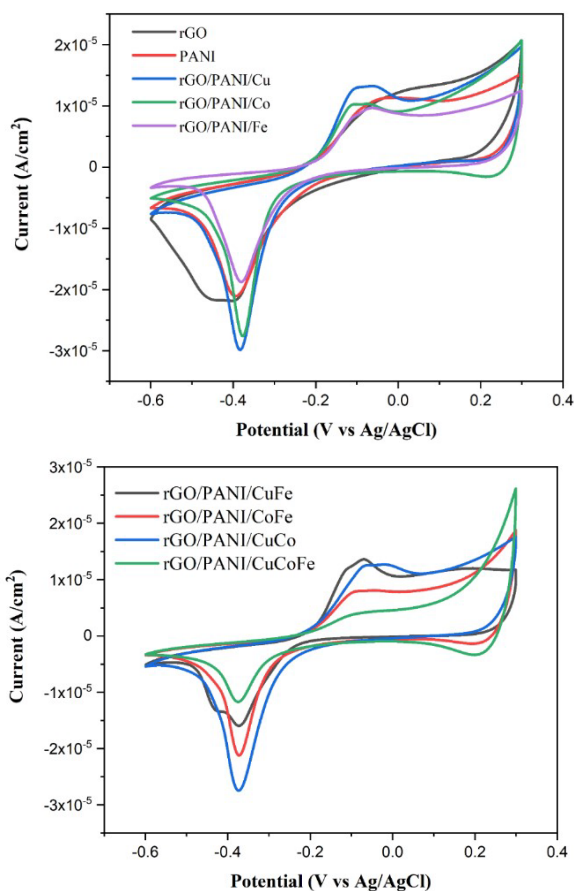 rGO
PANI
rGO/PANI/Cu
rGO/PANI/Co
rGO/PANI/Fe
2x10⁻⁵
1x10⁻⁵
0
-1x10⁻⁵
-2x10⁻⁵
-3x10⁻⁵
Current (A/cm²)
-0.6 -0.4 -0.2 0.0 0.2 0.4
Potential (V vs Ag/AgCl)
rGO/PANI/CuFe
rGO/PANI/CoFe
rGO/PANI/CuCo
rGO/PANI/CuCoFe
3x10⁻⁵
2x10⁻⁵
1x10⁻⁵
0
-1x10⁻⁵
-2x10⁻⁵
-3x10⁻⁵
Current (A/cm²)
-0.6 -0.4 -0.2 0.0 0.2 0.4
Potential (V vs Ag/AgCl)